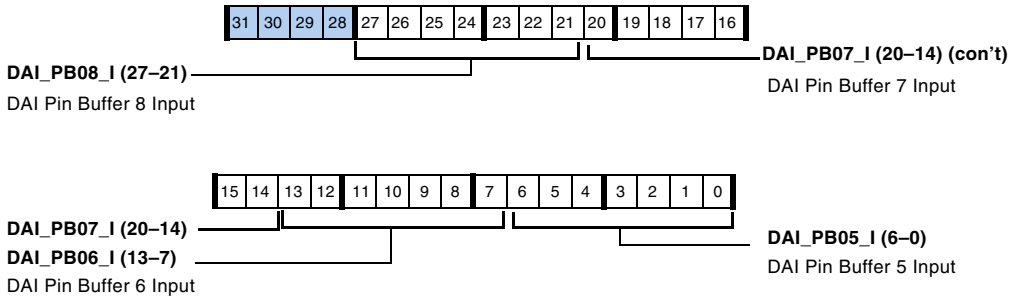 31 30 29 28 27 26 25 24 23 22 21 20 19 18 17 16
DAI_PB07_I (20–14) (con't)
DAI Pin Buffer 7 Input
DAI_PB08_I (27–21)
DAI Pin Buffer 8 Input
15 14 13 12 11 10 9 8 7 6 5 4 3 2 1 0
DAI_PB07_I (20–14)
DAI_PB06_I (13–7)
DAI Pin Buffer 6 Input
DAI_PB05_I (6–0)
DAI Pin Buffer 5 Input